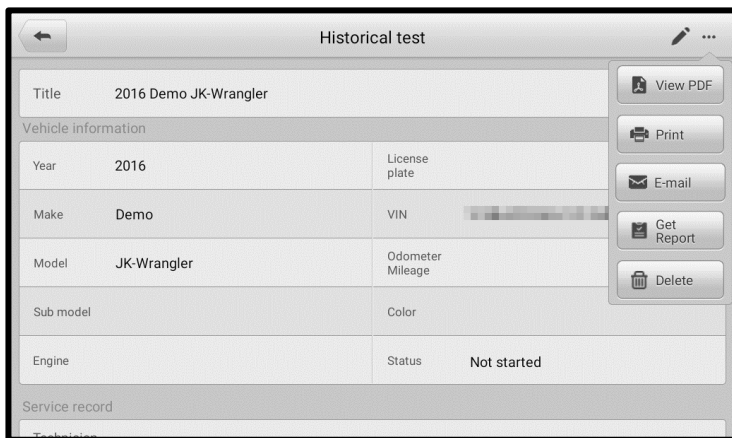 Historical test
View PDF
Title 2016 Demo JK-Wrangler
Vehicle information
Print
Year 2016 License
plate
E-mail
Make Demo VIN
Get
Report
Model JK-Wrangler Odometer
Mileage
Delete
Sub model Color
Engine Status Not started
Service record
Technician